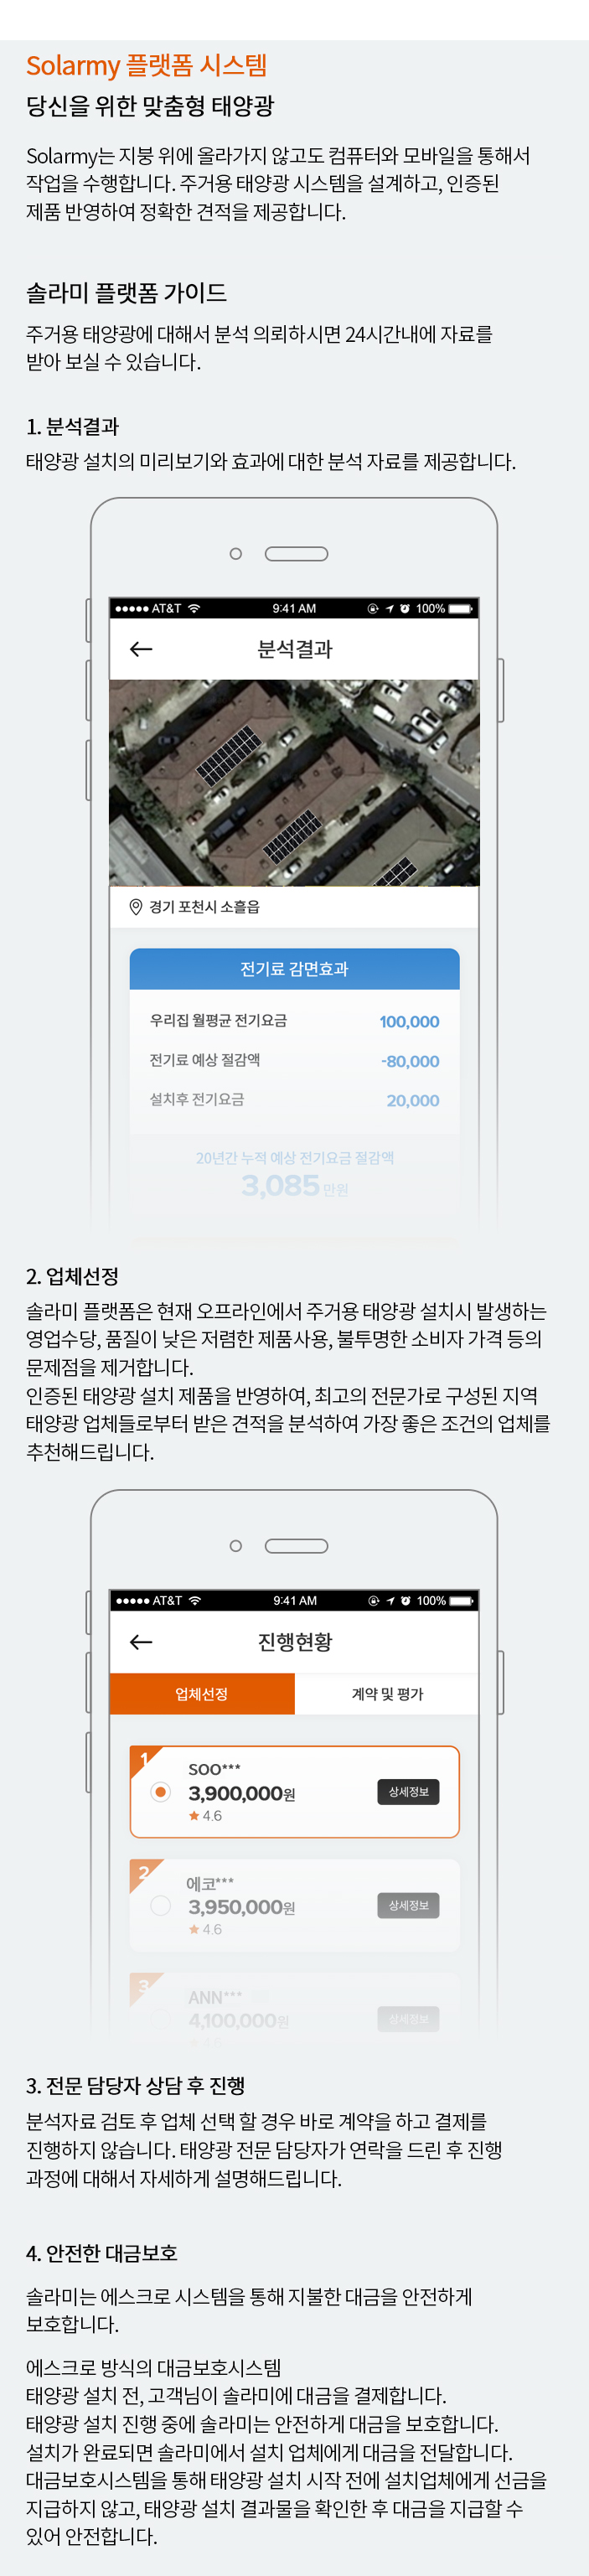 Solarmy 플랫폼 시스템
당신을 위한 맞춤형 태양광
Solarmy는 지붕 위에 올라가지 않고도 컴퓨터와 모바일을 통해서
작업을 수행합니다. 주거용 태양광 시스템을 설계하고, 인증된
제품 반영하여 정확한 견적을 제공합니다.
솔라미 플랫폼 가이드
주거용 태양광에 대해서 분석 의뢰하시면 24시간내에 자료를
받아 보실 수 있습니다.
1. 분석결과
태양광 설치의 미리보기와 효과에 대한 분석 자료를 제공합니다.
AT&T 9:41 AM 100%
분석결과
경기 포천시 소흘읍
전기료 감면효과
우리집 월평균 전기요금 100,000
전기료 예상 절감액 -80,000
설치후 전기요금 20,000
20년간 누적 예상 전기요금 절감액
3,085 만원
2. 업체선정
솔라미 플랫폼은 현재 오프라인에서 주거용 태양광 설치시 발생하는
영업수당, 품질이 낮은 저렴한 제품사용, 불투명한 소비자 가격 등의
문제점을 제거합니다.
인증된 태양광 설치 제품을 반영하여, 최고의 전문가로 구성된 지역
태양광 업체들로부터 받은 견적을 분석하여 가장 좋은 조건의 업체를
추천해드립니다.
AT&T 9:41 AM 100%
진행현황
업체선정 계약 및 평가
1
SOO***
3,900,000원 상세정보
★ 4.6
2
에코***
3,950,000원 상세정보
★ 4.6
3
ANN***
4,100,000원 상세정보
3. 전문 담당자 상담 후 진행
분석자료 검토 후 업체 선택 할 경우 바로 계약을 하고 결제를
진행하지 않습니다. 태양광 전문 담당자가 연락을 드린 후 진행
과정에 대해서 자세하게 설명해드립니다.
4. 안전한 대금보호
솔라미는 에스크로 시스템을 통해 지불한 대금을 안전하게
보호합니다.
에스크로 방식의 대금보호시스템
태양광 설치 전, 고객님이 솔라미에 대금을 결제합니다.
태양광 설치 진행 중에 솔라미는 안전하게 대금을 보호합니다.
설치가 완료되면 솔라미에서 설치 업체에게 대금을 전달합니다.
대금보호시스템을 통해 태양광 설치 시작 전에 설치업체에게 선금을
지급하지 않고, 태양광 설치 결과물을 확인한 후 대금을 지급할 수
있어 안전합니다.